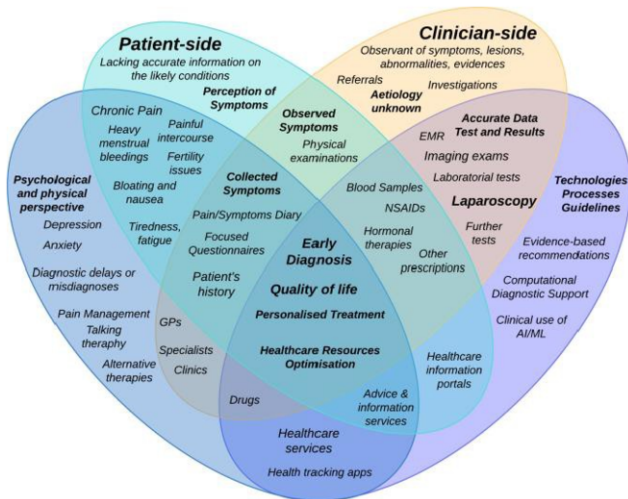 Patient-side
Lacking accurate information on
the likely conditions
Perception of
Symptoms
Clinician-side
Observant of symptoms, lesions,
abnormalities, evidences
Referrals
Investigations
Aetiology
unknown
Chronic Pain
Heavy
menstrual
bleedings
Painful
intercourse
Fertility
issues
Bloating and
nausea
Tiredness,
fatigue
Observed
Symptoms
Physical
examinations
Accurate Data
Test and Results
EMR
Imaging exams
Laboratorial tests
Laparoscopy
Further
tests
Psychological
and physical
perspective
Depression
Anxiety
Diagnostic delays or
misdiagnoses
Pain Management
Talking
theraphy
Alternative
therapies
Collected
Symptoms
Pain/Symptoms Diary
Focused
Questionnaires
Patient's
history
Blood Samples
NSAIDs
Hormonal
therapies
Other
prescriptions
Technologies
Processes
Guidelines
Evidence-based
recommendations
Computational
Diagnostic Support
Clinical use of
AI/ML
Early
Diagnosis
Quality of life
Personalised Treatment
Healthcare Resources
Optimisation
GPs
Specialists
Clinics
Drugs
Healthcare
information
portals
Advice &
information
services
Healthcare
services
Health tracking apps